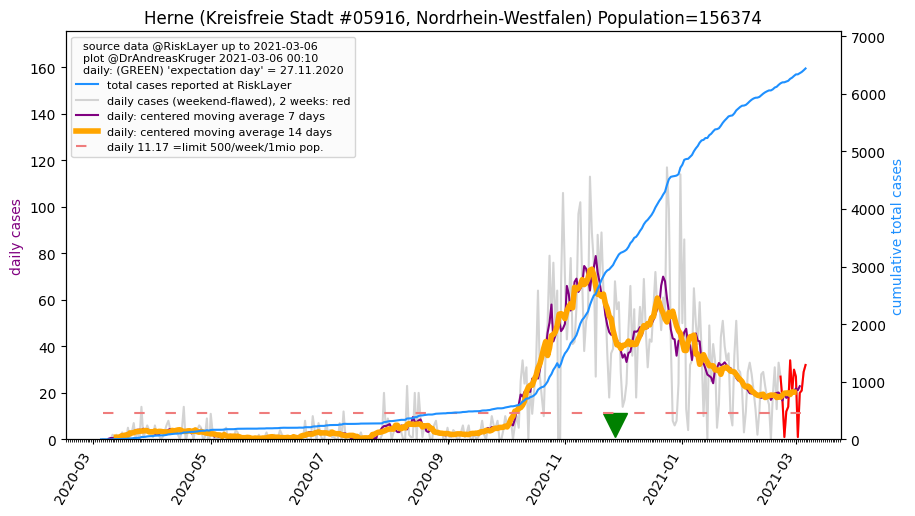 Herne (Kreisfreie Stadt #05916, Nordrhein-Westfalen) Population=156374
source data @RiskLayer up to 2021-03-06
plot @DrAndreasKruger 2021-03-06 00:10
daily: (GREEN) 'expectation day' = 27.11.2020
total cases reported at RiskLayer
daily cases (weekend-flawed), 2 weeks: red
daily: centered moving average 7 days
daily: centered moving average 14 days
daily 11.17 =limit 500/week/1mio pop.
daily cases
160
140
120
100
80
60
40
20
0
7000
6000
5000
4000
3000
2000
1000
0
cumulative total cases
2020-03
2020-05
2020-07
2020-09
2020-11
2021-01
2021-03